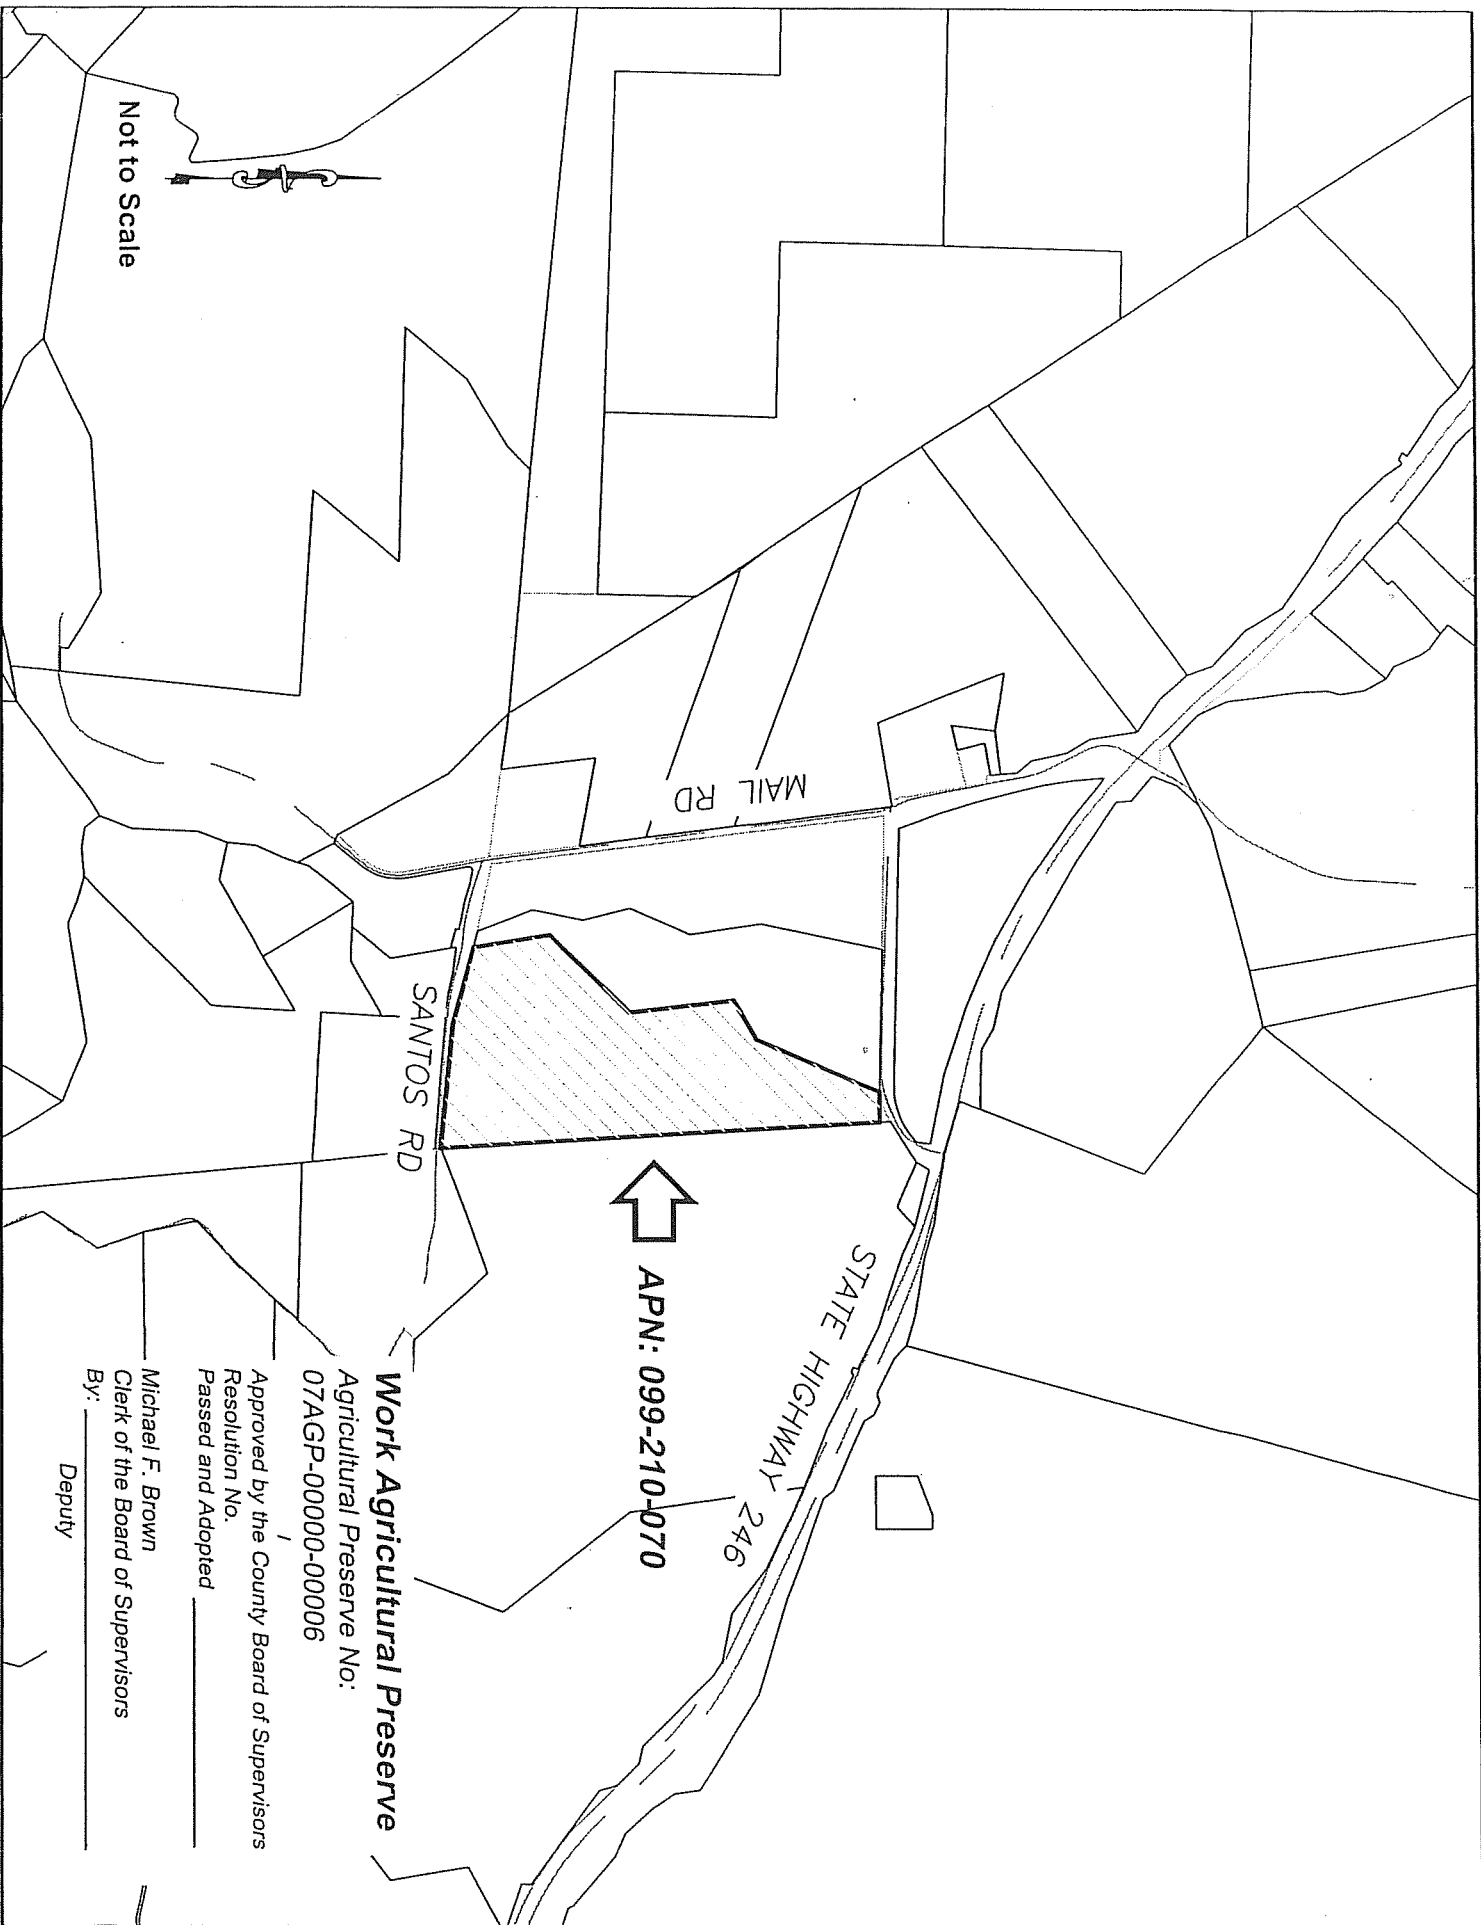 STATE HIGHWAY 246
MAIL RD
APN: 099-210-070
SANTOS RD
Not to Scale
Work Agricultural Preserve
Agricultural Preserve No:
07AGP-00000-00006
Approved by the County Board of Supervisors
Resolution No.
Passed and Adopted
Michael F. Brown
Clerk of the Board of Supervisors
By:
Deputy